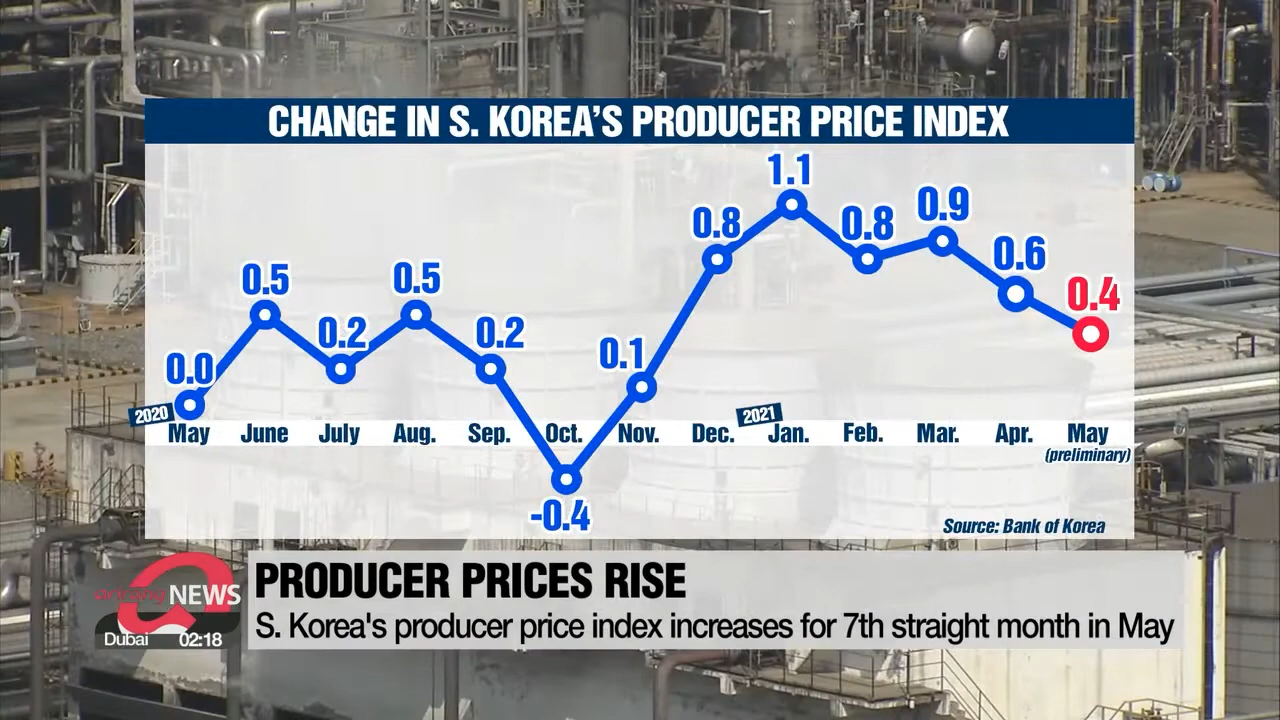 CHANGE IN S. KOREA'S PRODUCER PRICE INDEX
1.1
0.8
0.8
0.9
0.6
0.5
0.5
0.4
0.2
0.2
0.1
0.0
-0.4
2020
2021
May June July Aug. Sep. Oct. Nov. Dec. Jan. Feb. Mar. Apr. May
(preliminary)
Source: Bank of Korea
PRODUCER PRICES RISE
S. Korea's producer price index increases for 7th straight month in May
arirang NEWS
Dubai 02:18